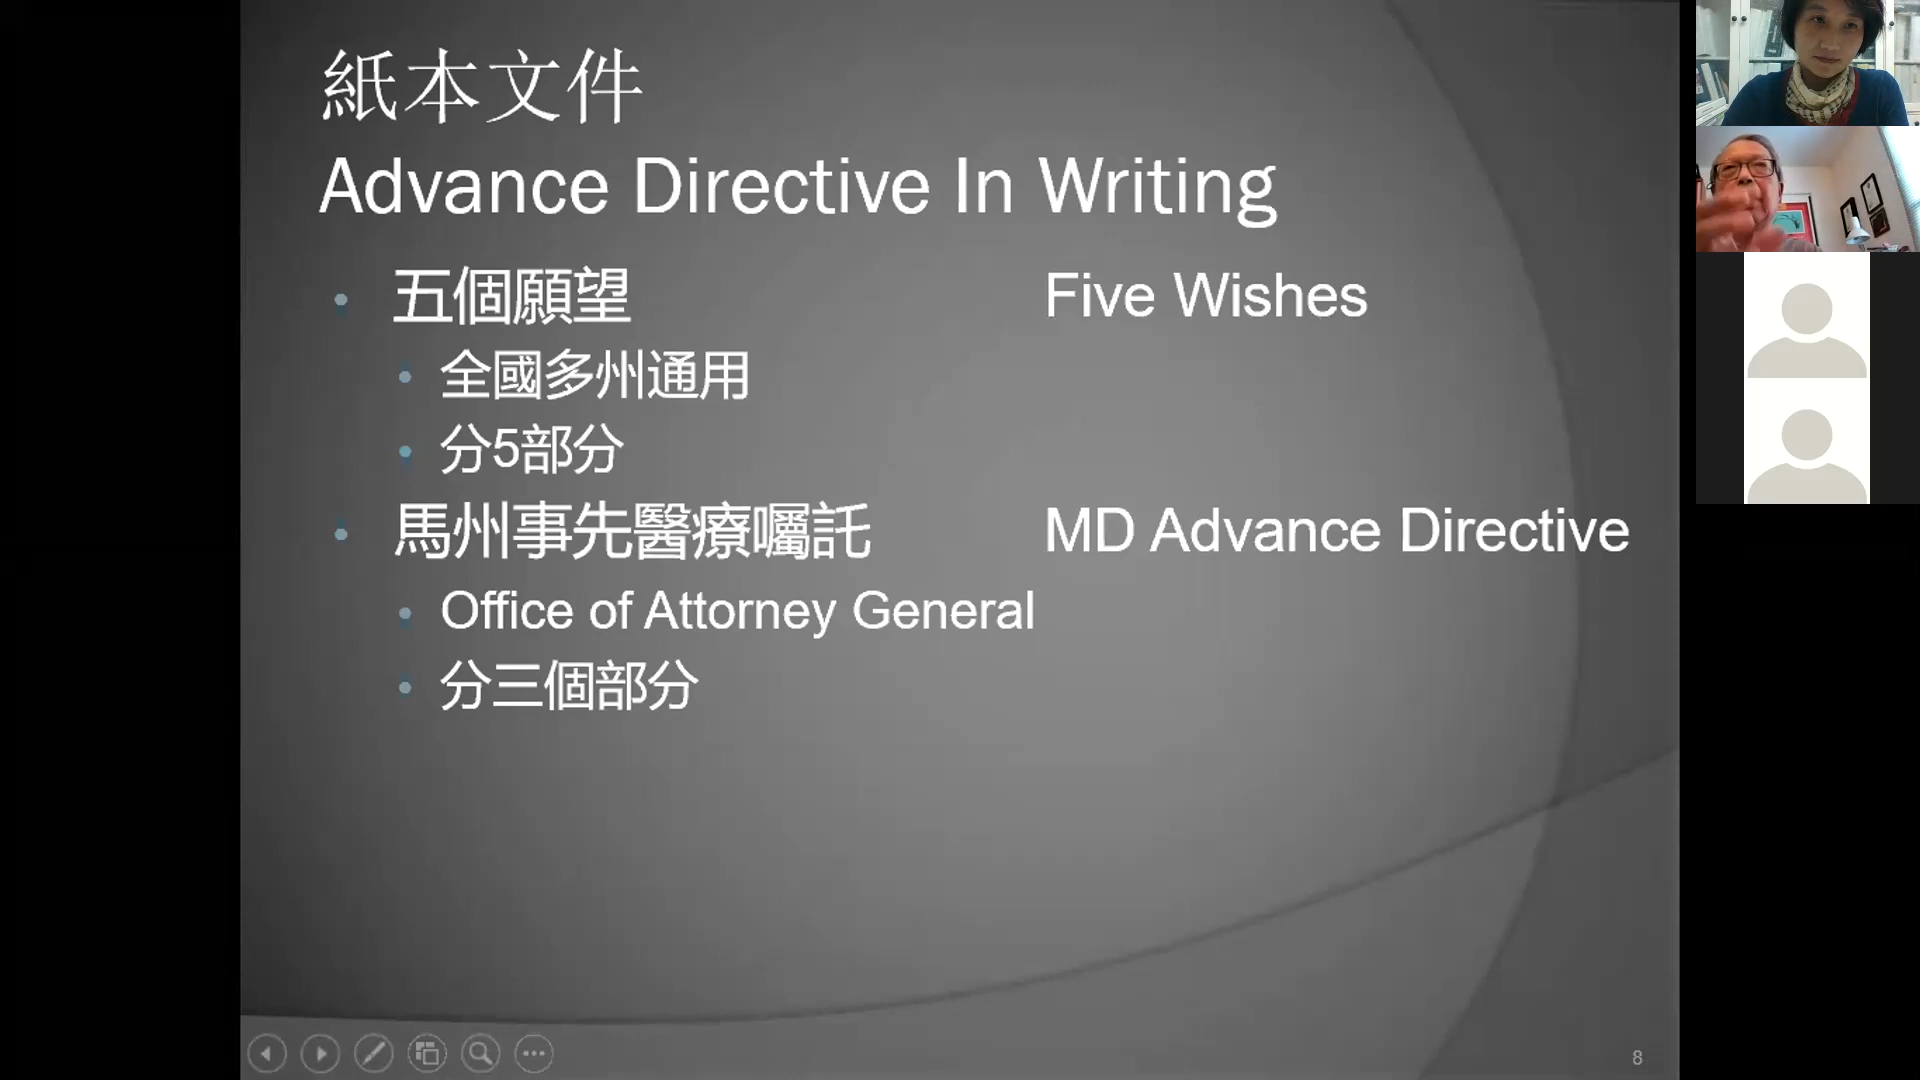 紙本文件
Advance Directive In Writing
五個願望 Five Wishes
全國多州通用
分5部分
馬州事先醫療囑託 MD Advance Directive
Office of Attorney General
分三個部分
8